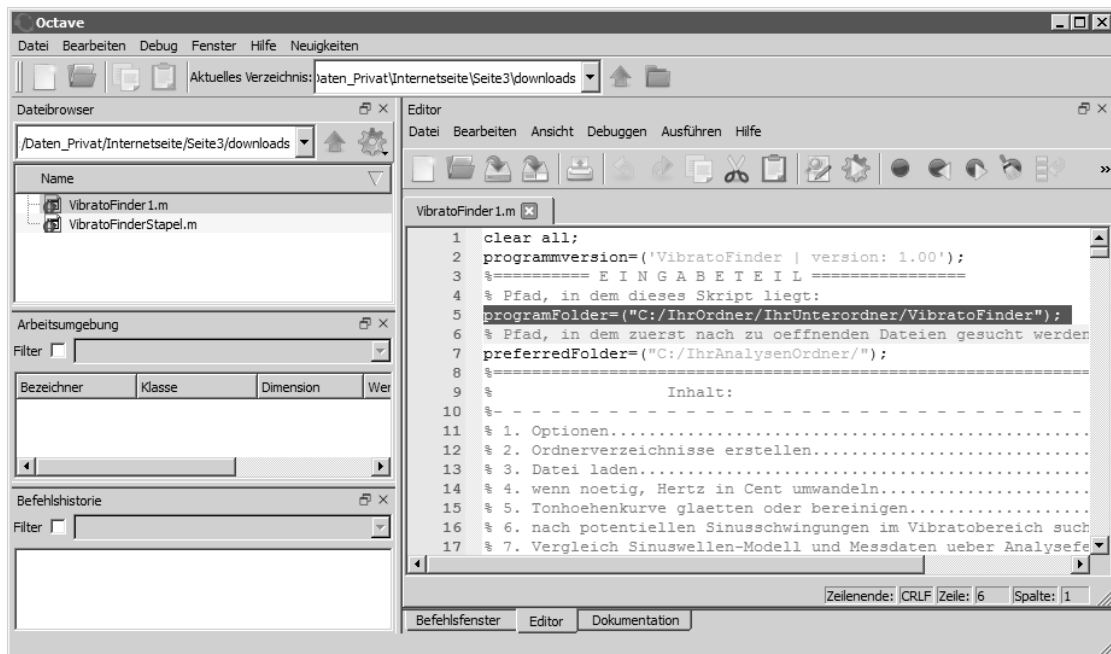 Octave
Datei Bearbeiten Debug Fenster Hilfe Neuigkeiten
Aktuelles Verzeichnis: Daten_Privat\Internetseite\Seite3\downloads
Dateibrowser
/Daten_Privat/Internetseite/Seite3/downloads
Name
VibratoFinder1.m
VibratoFinderStapel.m
Arbeitsumgebung
Filter
Bezeichner Klasse Dimension Wer
Befehlshistorie
Filter
Editor
Datei Bearbeiten Ansicht Debuggen Ausführen Hilfe
»
VibratoFinder1.m
1 clear all;
2 programmversion=('VibratoFinder | version: 1.00');
3 %========== E I N G A B E T E I L ================
4 % Pfad, in dem dieses Skript liegt:
5 programFolder=("C:/IhrOrdner/IhrUnterordner/VibratoFinder");
6 % Pfad, in dem zuerst nach zu oeffnenden Dateien gesucht werden
7 preferredFolder=("C:/IhrAnalysenOrdner/");
8 %==============================================================
9 % Inhalt:
10 %- - - - - - - - - - - - - - - - - - - - - - - - - - - - - - -
11 % 1. Optionen..................................................
12 % 2. Ordnerverzeichnisse erstellen.............................
13 % 3. Datei laden...............................................
14 % 4. wenn noetig, Hertz in Cent umwandeln......................
15 % 5. Tonhoehenkurve glaetten oder bereinigen...................
16 % 6. nach potentiellen Sinusschwingungen im Vibratobereich such
17 % 7. Vergleich Sinuswellen-Modell und Messdaten ueber Analysefe
Zeilenende: CRLF Zeile: 6 Spalte: 1
Befehlsfenster Editor Dokumentation